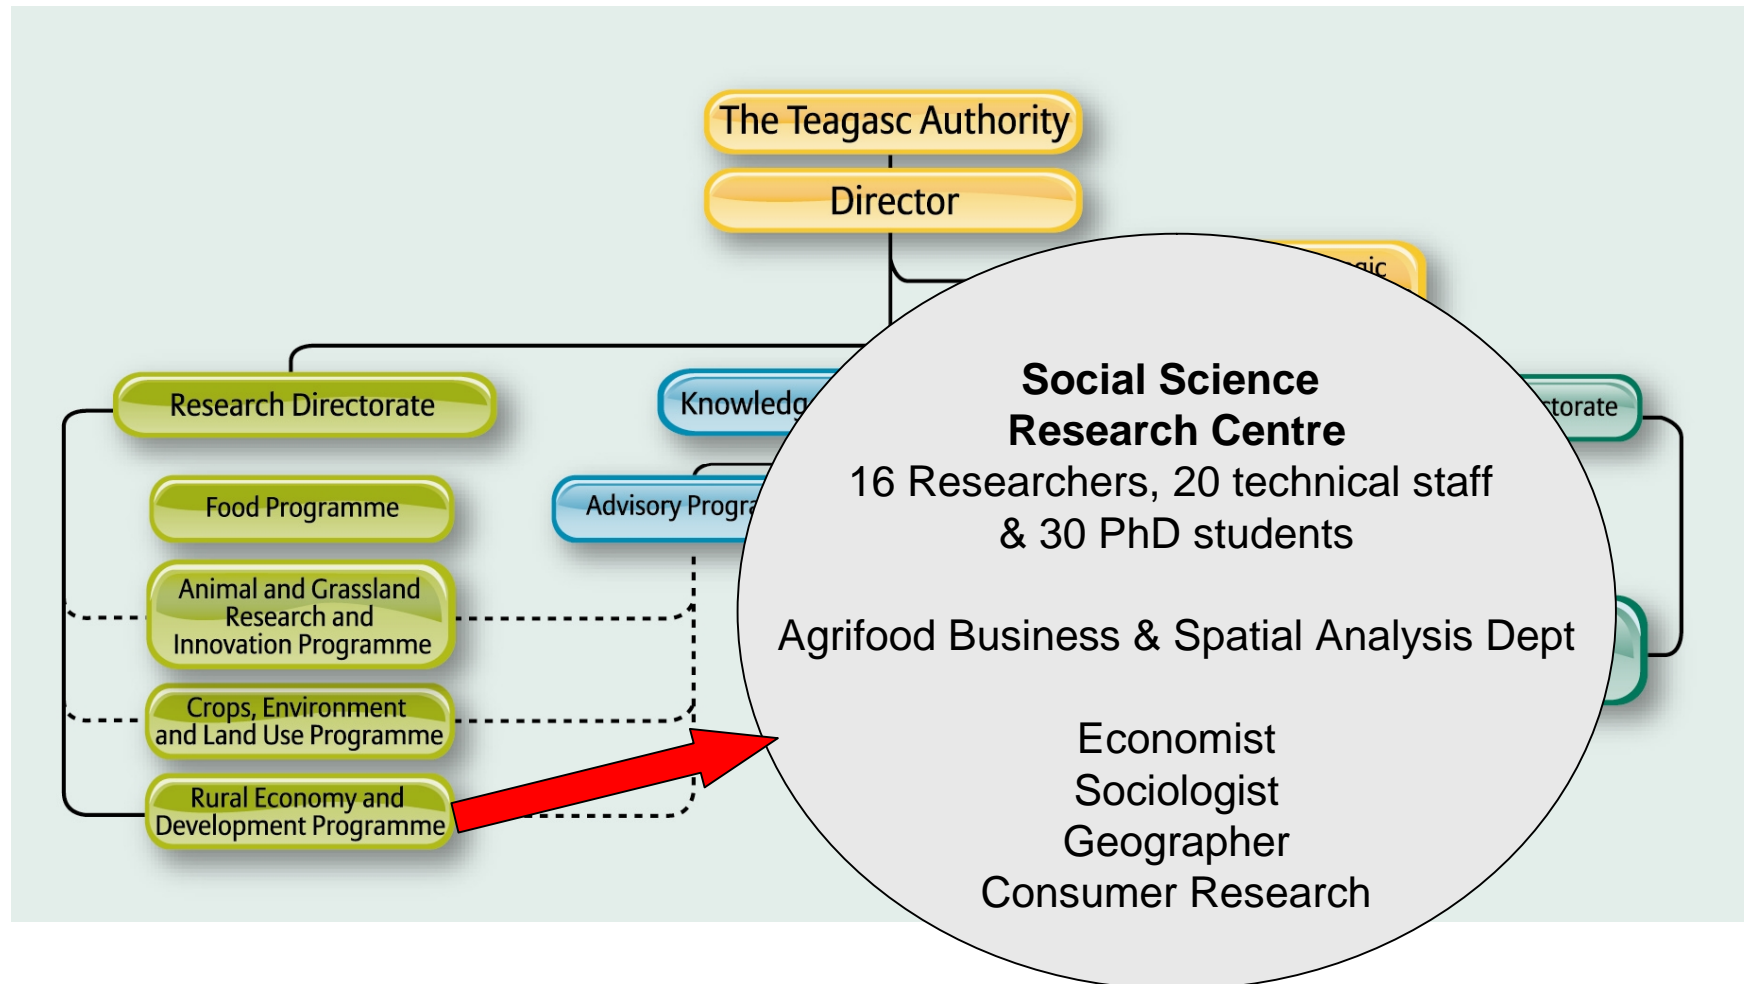 The Teagasc Authority
Director
Research Directorate
Food Programme
Animal and Grassland
Research and
Innovation Programme
Crops, Environment
and Land Use Programme
Rural Economy and
Development Programme
Advisory
Social Science
Research Centre
16 Researchers, 20 technical staff
& 30 PhD students
Agrifood Business & Spatial Analysis Dept
Economist
Sociologist
Geographer
Consumer Research